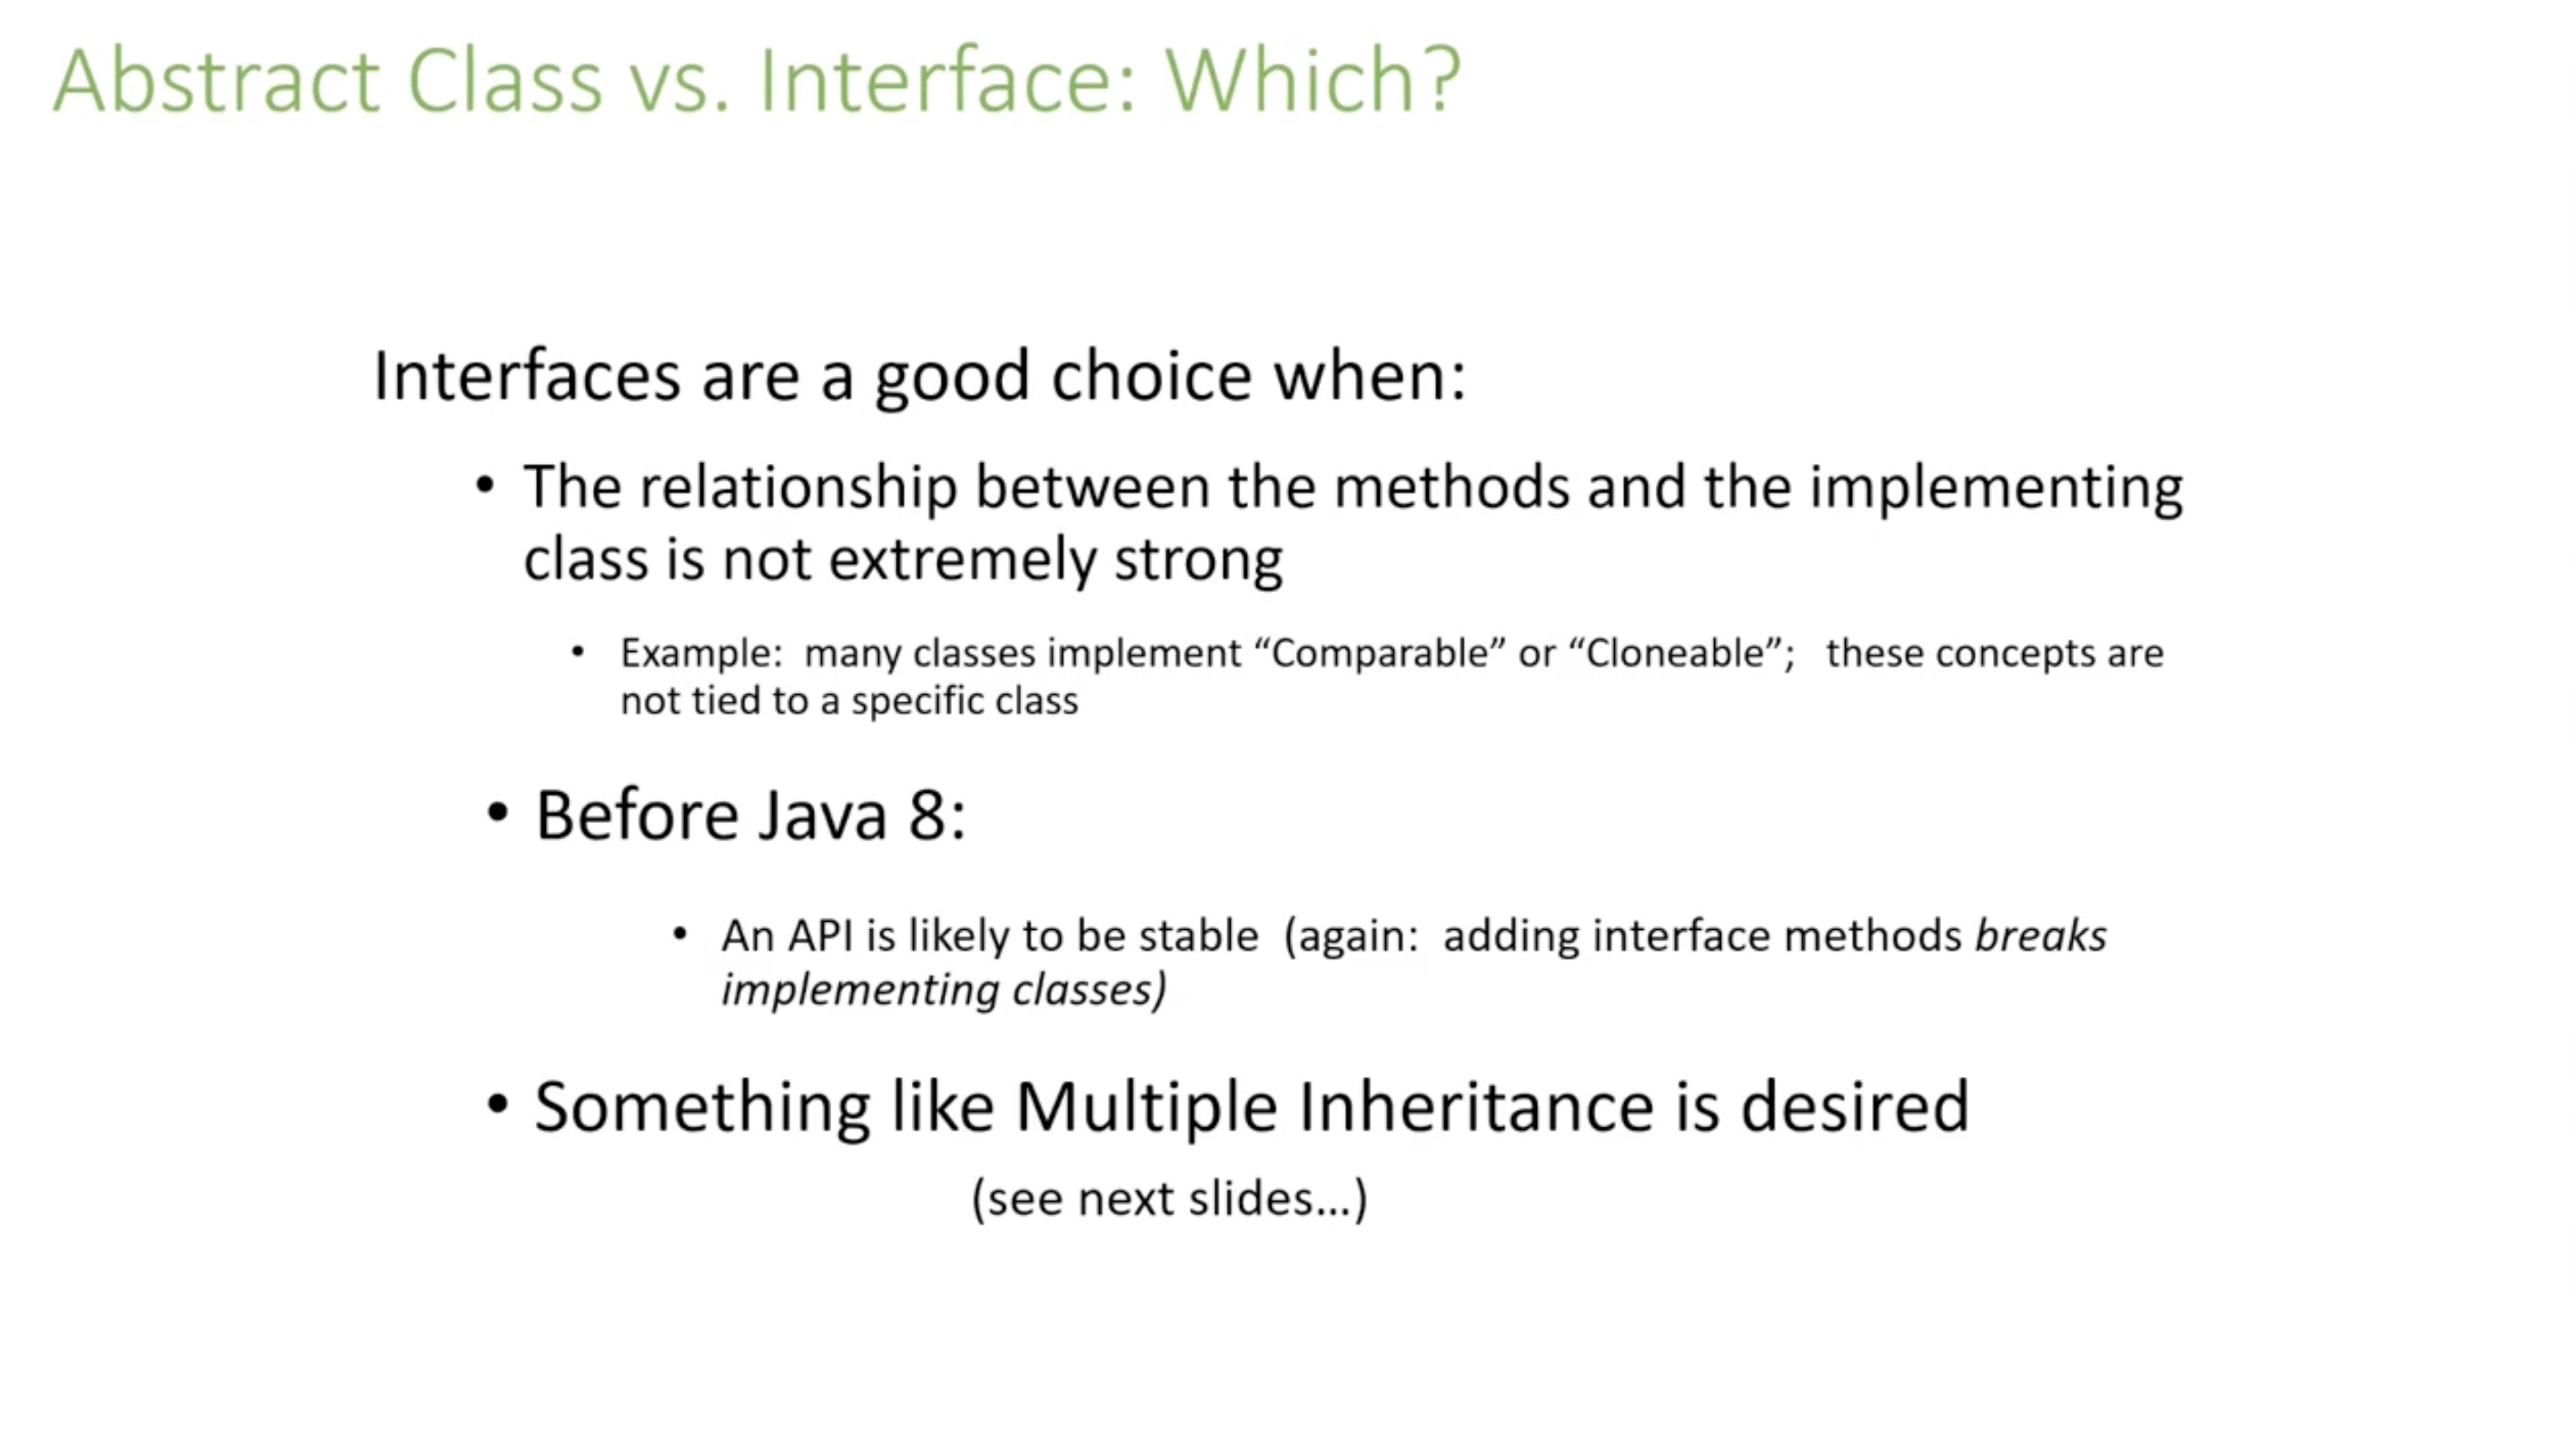 Abstract Class vs. Interface: Which?
Interfaces are a good choice when:
• The relationship between the methods and the implementing
class is not extremely strong
• Example:  many classes implement “Comparable” or “Cloneable”;   these concepts are
not tied to a specific class
• Before Java 8:
• An API is likely to be stable  (again:  adding interface methods breaks
implementing classes)
• Something like Multiple Inheritance is desired
(see next slides…)